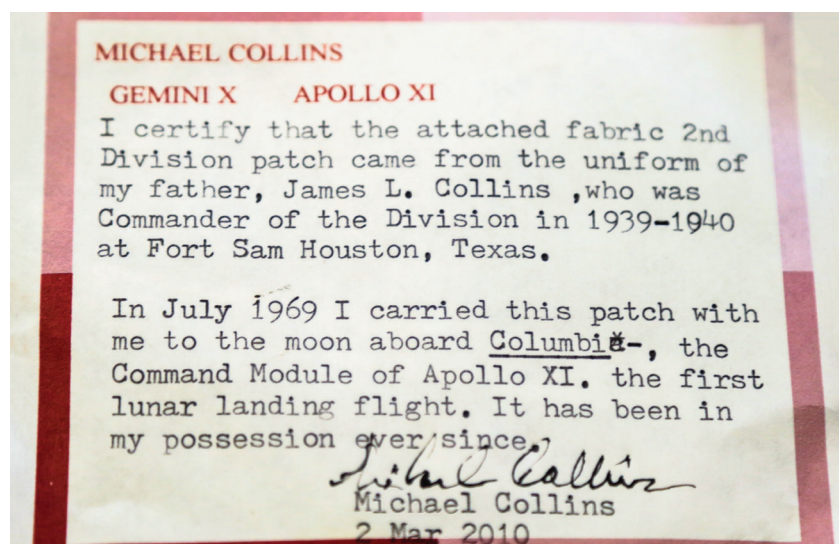 MICHAEL COLLINS
GEMINI X APOLLO XI
I certify that the attached fabric 2nd
Division patch came from the uniform of
my father, James L. Collins ,who was
Commander of the Division in 1939-1940
at Fort Sam Houston, Texas.
In July 1969 I carried this patch with
me to the moon aboard Columbia-, the
Command Module of Apollo XI. the first
lunar landing flight. It has been in
my possession ever since.
Michael Collins
Michael Collins
2 Mar 2010